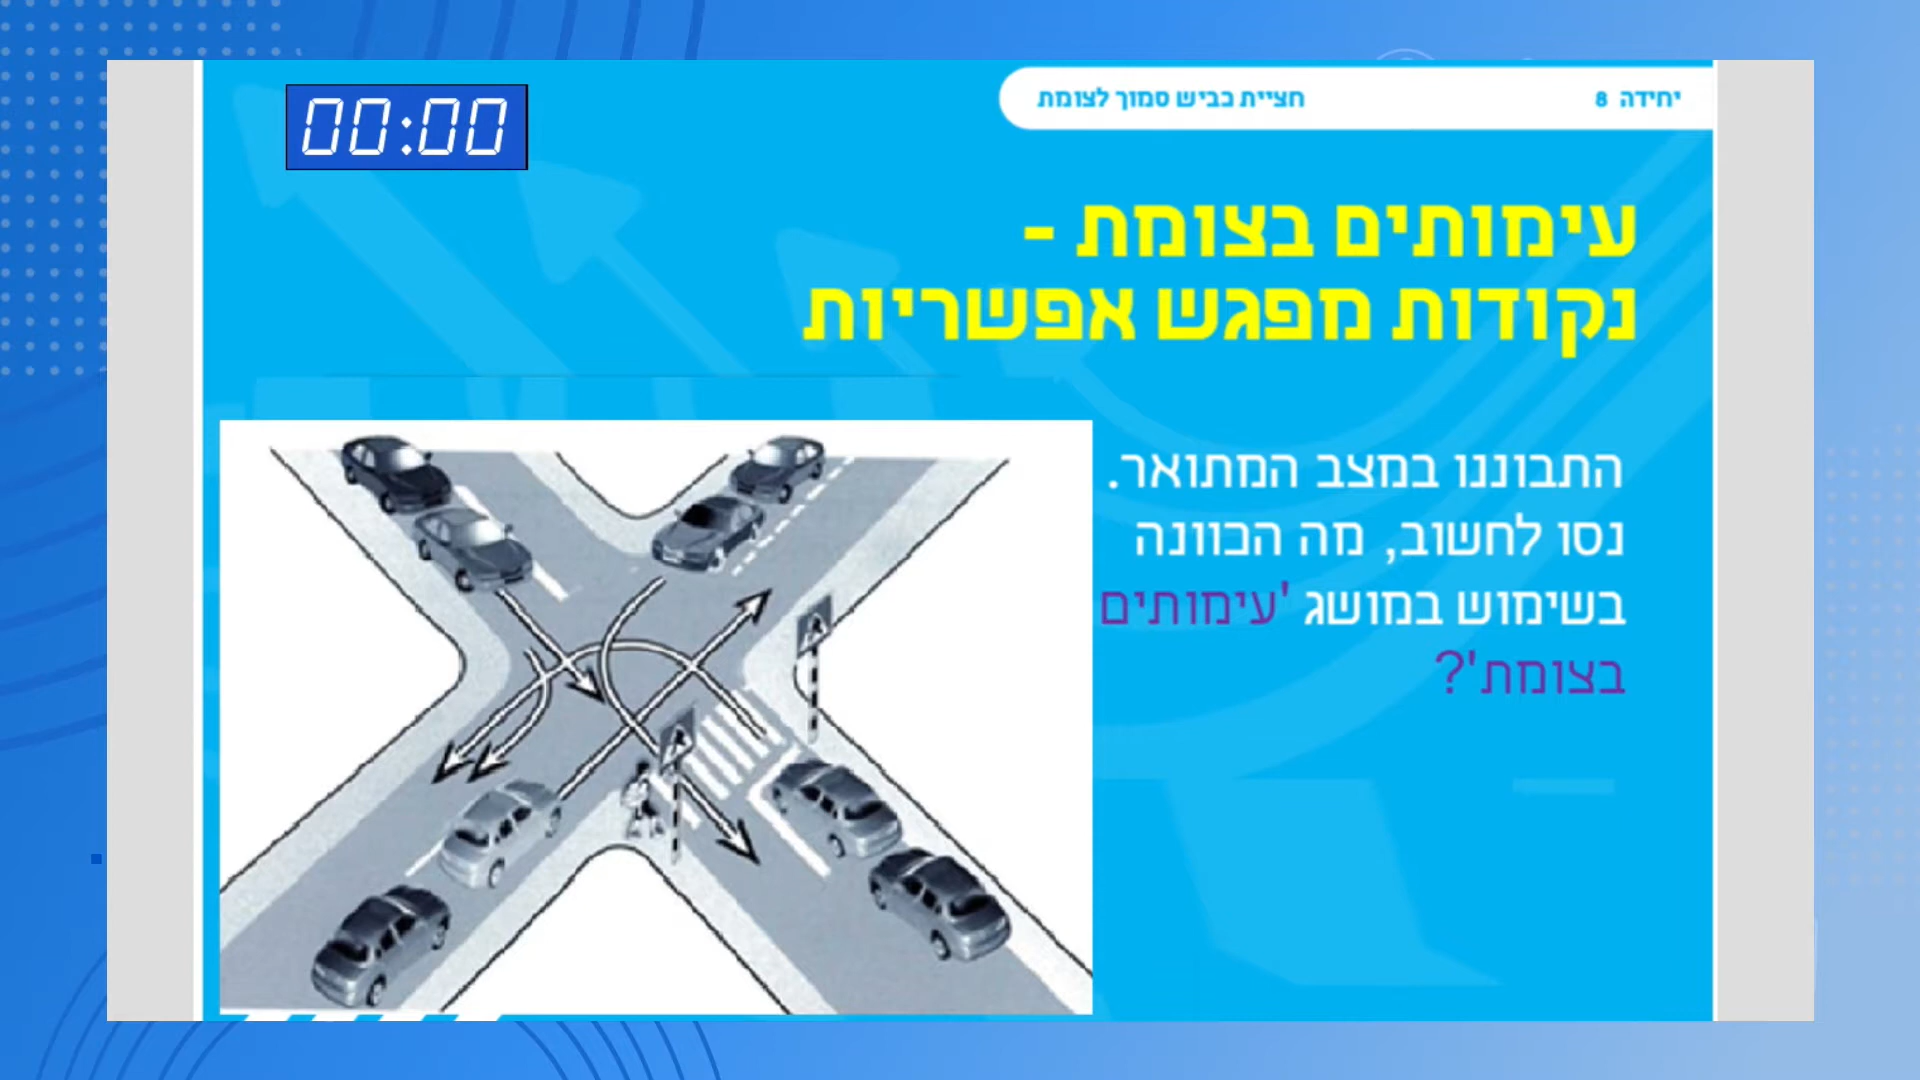 00:00
יחידה 8 חציית כביש סמוך לצומת
עימותים בצומת -
נקודות מפגש אפשריות
התבוננו במצב המתואר.
נסו לחשוב, מה הכוונה
בשימוש במושג 'עימותים
בצומת'?